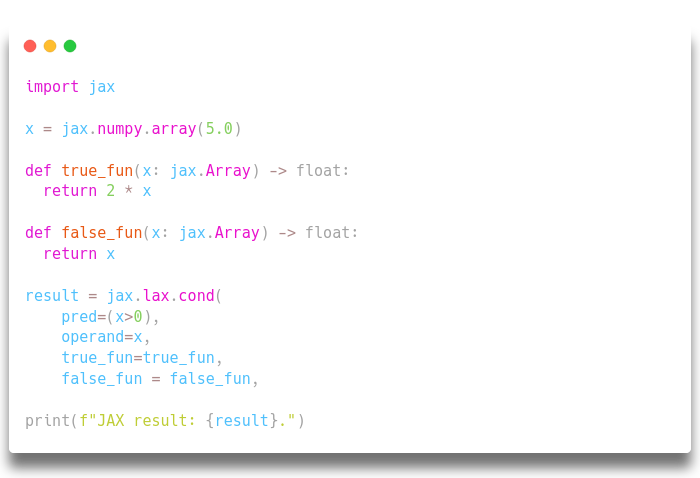 import jax
x = jax.numpy.array(5.0)
def true_fun(x: jax.Array) -> float:
  return 2 * x
def false_fun(x: jax.Array) -> float:
  return x
result = jax.lax.cond(
    pred=(x>0),
    operand=x,
    true_fun=true_fun,
    false_fun = false_fun,
print(f"JAX result: {result}.")